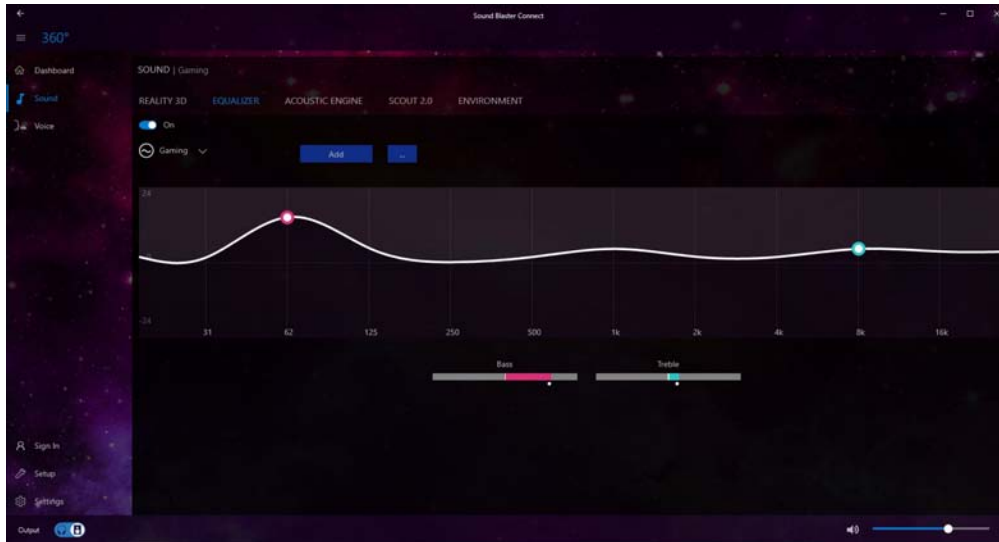 Sound Blaster Connect
360°
Dashboard
Sound
Voice
SOUND | Gaming
REALITY 3D EQUALIZER ACOUSTIC ENGINE SCOUT 2.0 ENVIRONMENT
On
Gaming
Add ...
24
-24
31 62 125 250 500 1k 2k 4k 8k 16k
Bass Treble
Sign In
Setup
Settings
Output